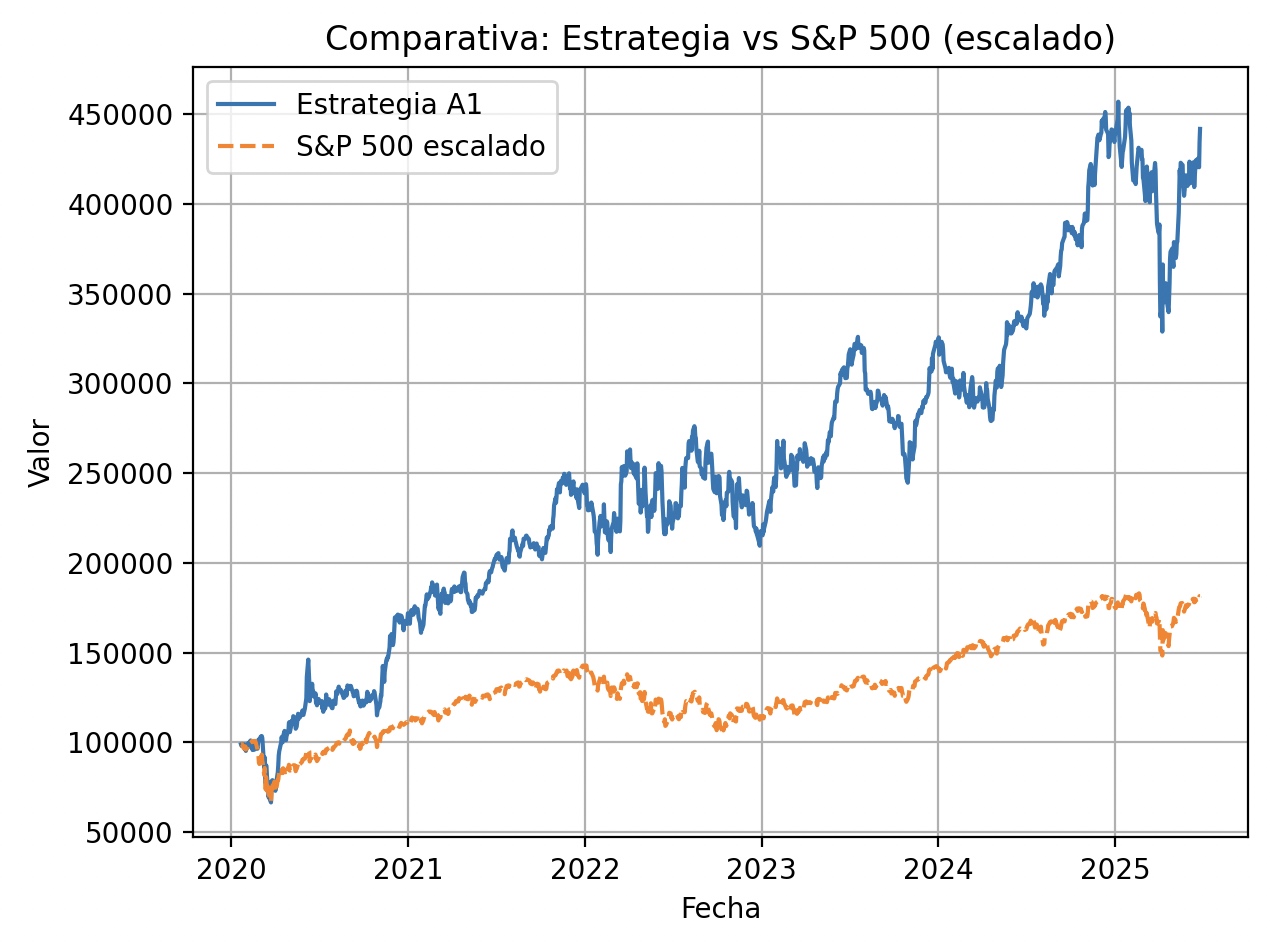 Comparativa: Estrategia vs S&P 500 (escalado)
Estrategia A1
S&P 500 escalado
450000
400000
350000
300000
250000
200000
150000
100000
50000
Valor
2020 2021 2022 2023 2024 2025
Fecha